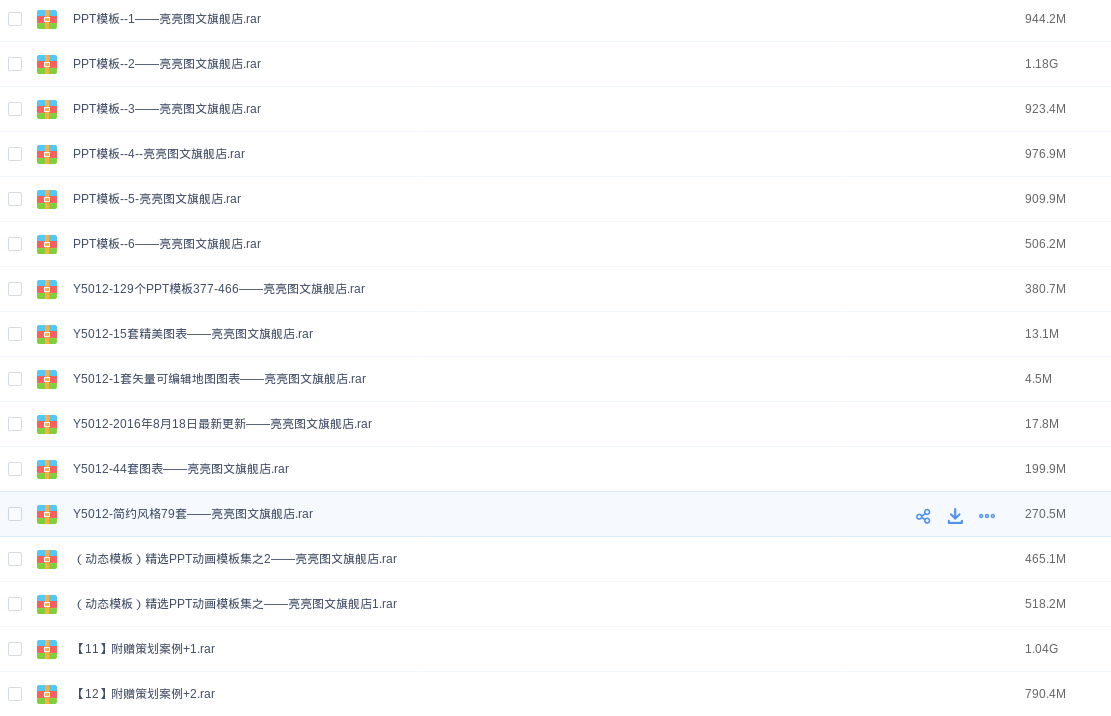 PPT模板--1——亮亮图文旗舰店.rar 944.2M
PPT模板--2——亮亮图文旗舰店.rar 1.18G
PPT模板--3——亮亮图文旗舰店.rar 923.4M
PPT模板--4--亮亮图文旗舰店.rar 976.9M
PPT模板--5-亮亮图文旗舰店.rar 909.9M
PPT模板--6——亮亮图文旗舰店.rar 506.2M
Y5012-129个PPT模板377-466——亮亮图文旗舰店.rar 380.7M
Y5012-15套精美图表——亮亮图文旗舰店.rar 13.1M
Y5012-1套矢量可编辑地图图表——亮亮图文旗舰店.rar 4.5M
Y5012-2016年8月18日最新更新——亮亮图文旗舰店.rar 17.8M
Y5012-44套图表——亮亮图文旗舰店.rar 199.9M
Y5012-简约风格79套——亮亮图文旗舰店.rar 270.5M
（动态模板）精选PPT动画模板集之2——亮亮图文旗舰店.rar 465.1M
（动态模板）精选PPT动画模板集之——亮亮图文旗舰店1.rar 518.2M
【11】附赠策划案例+1.rar 1.04G
【12】附赠策划案例+2.rar 790.4M